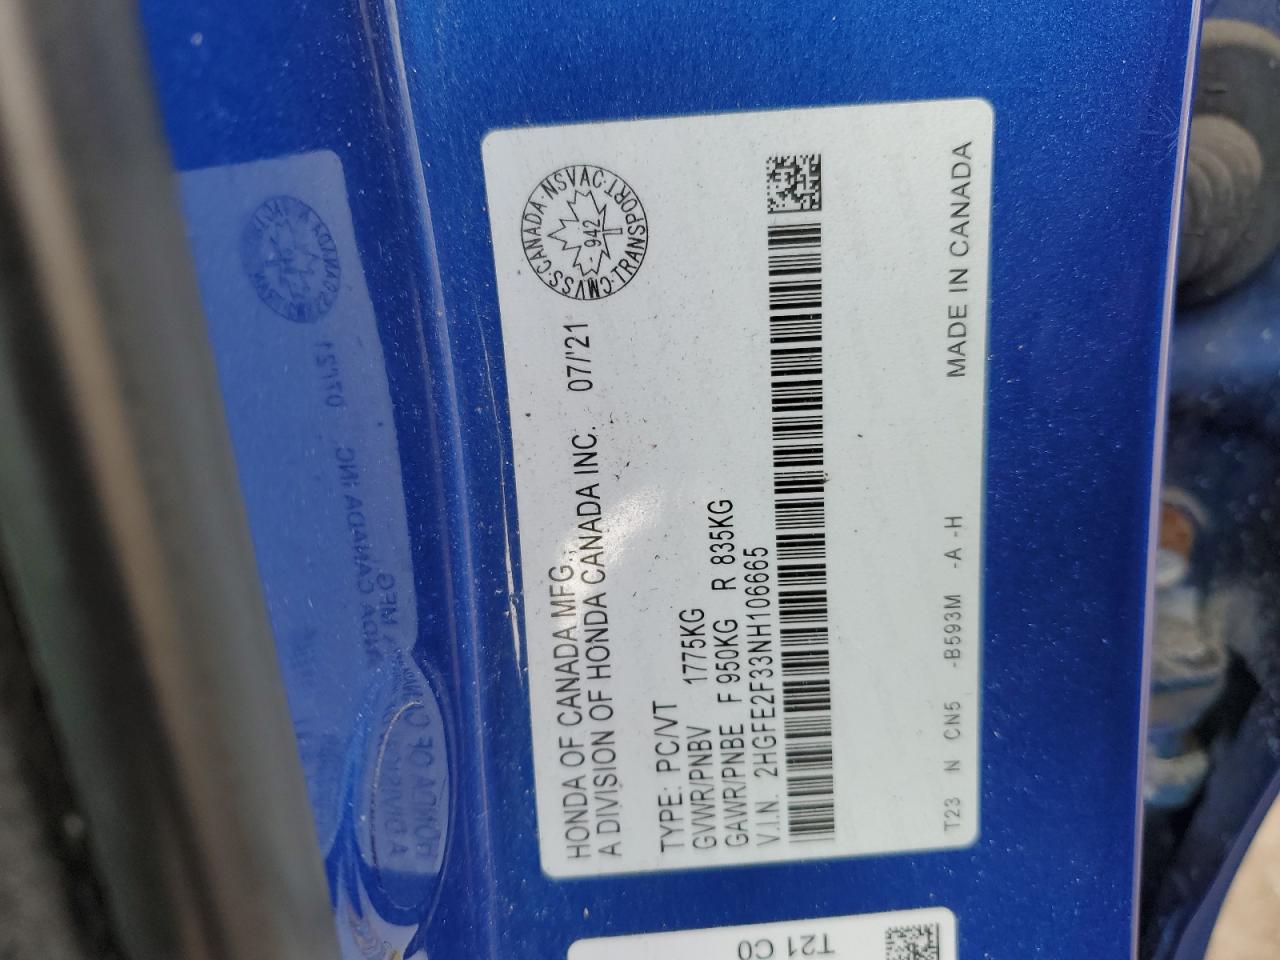 HONDA OF CANADA MFG.,
A DIVISION OF HONDA CANADA INC. 07/'21
CMVSS·CANADA·NSVAC·TRANSPORT·
942
TYPE: PC/VT
GVWR/PNBV 1775KG
GAWR/PNBE F 950KG R 835KG
V.I.N. 2HGFE2F33NH106665
MADE IN CANADA
T23 N CN5 -B593M -A -H
T21 C0